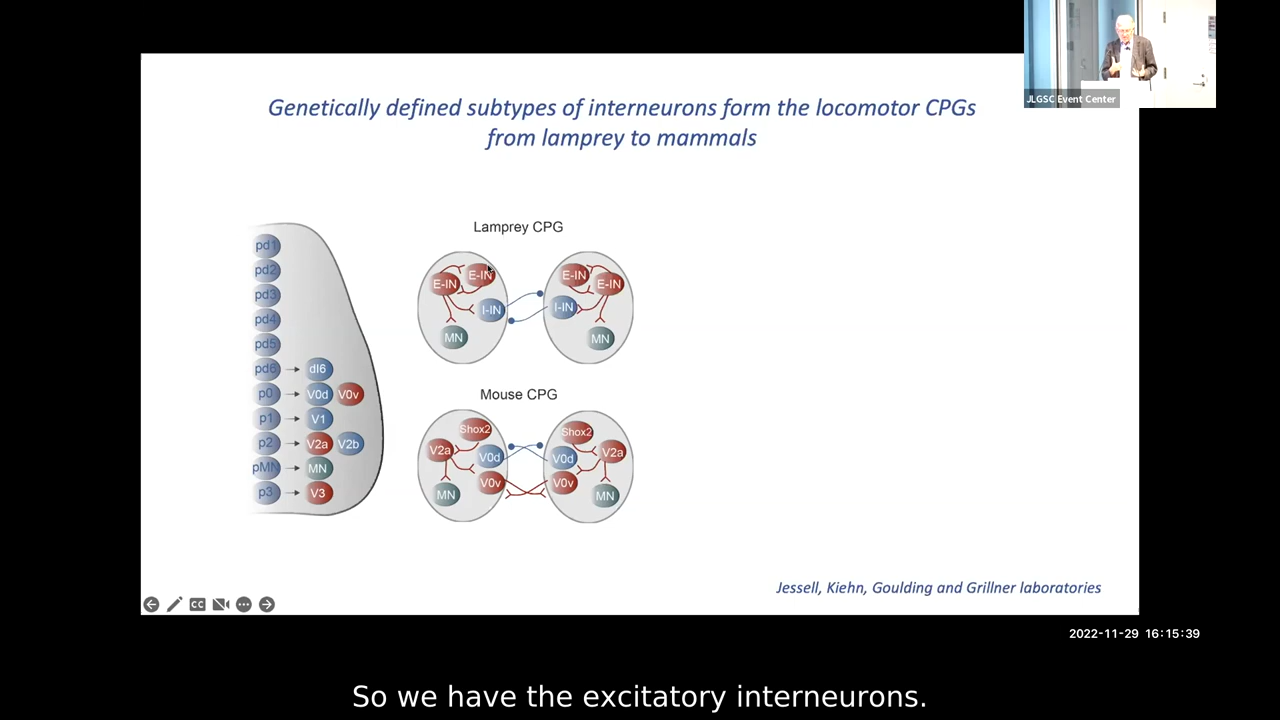 JLGSC Event Center
Genetically defined subtypes of interneurons form the locomotor CPGs
from lamprey to mammals
pd1
pd2
pd3
pd4
pd5
pd6 dI6
p0 V0d V0v
p1 V1
p2 V2a V2b
pMN MN
p3 V3
Lamprey CPG
E-IN E-IN E-IN E-IN
I-IN I-IN
MN MN
Mouse CPG
Shox2 Shox2
V2a V0d V0d V2a
V0v V0v
MN MN
Jessell, Kiehn, Goulding and Grillner laboratories
CC
2022-11-29 16:15:39
So we have the excitatory interneurons.